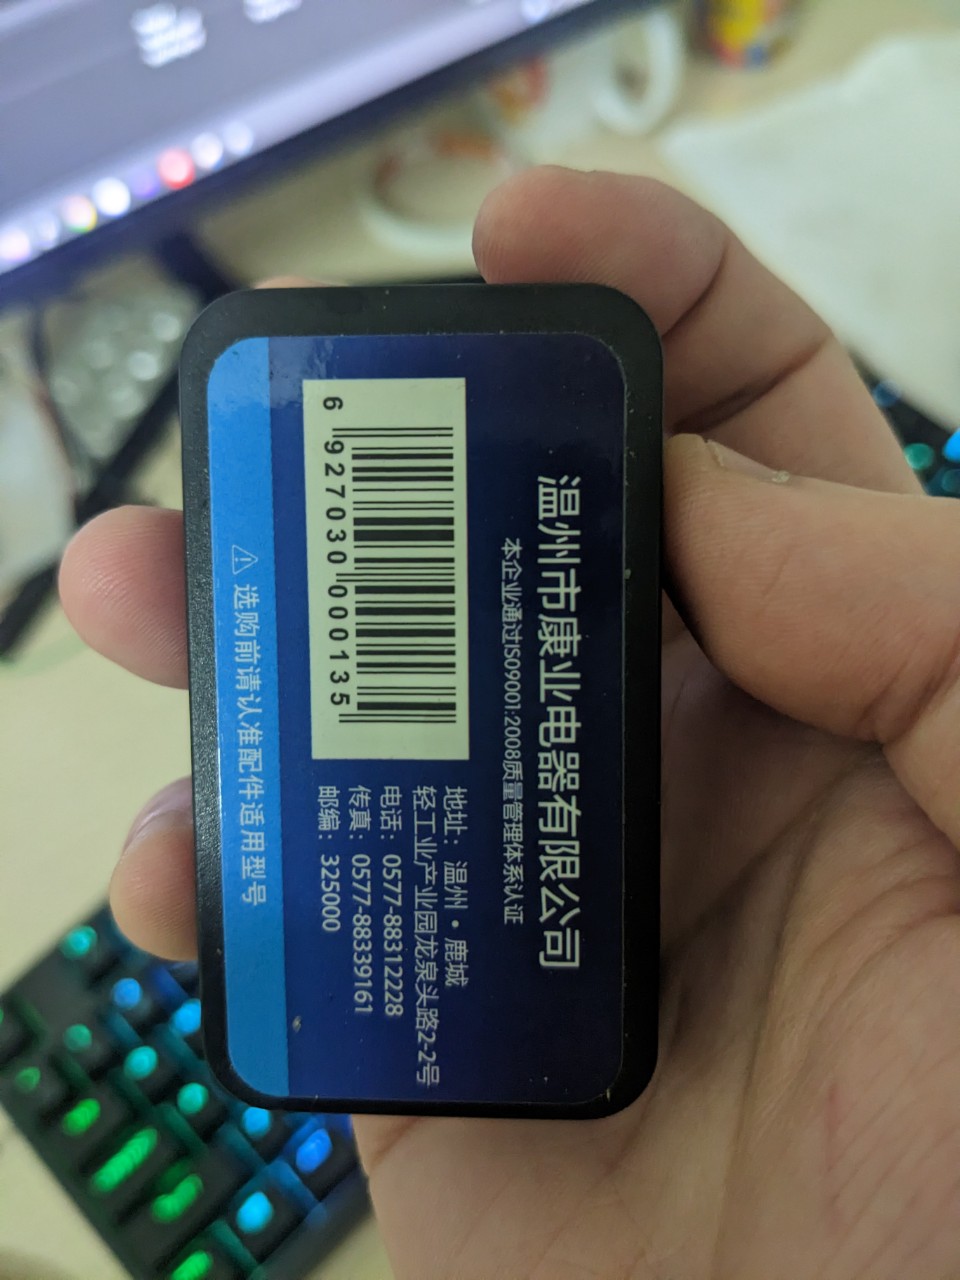 温州市康业电器有限公司
本企业通过ISO9001:2008质量管理体系认证
6 927030 000135
地址：温州·鹿城
轻工业产业园龙泉头路2-2号
电话：0577-88312228
传真：0577-88339161
邮编：325000
选购前请认准配件适用型号